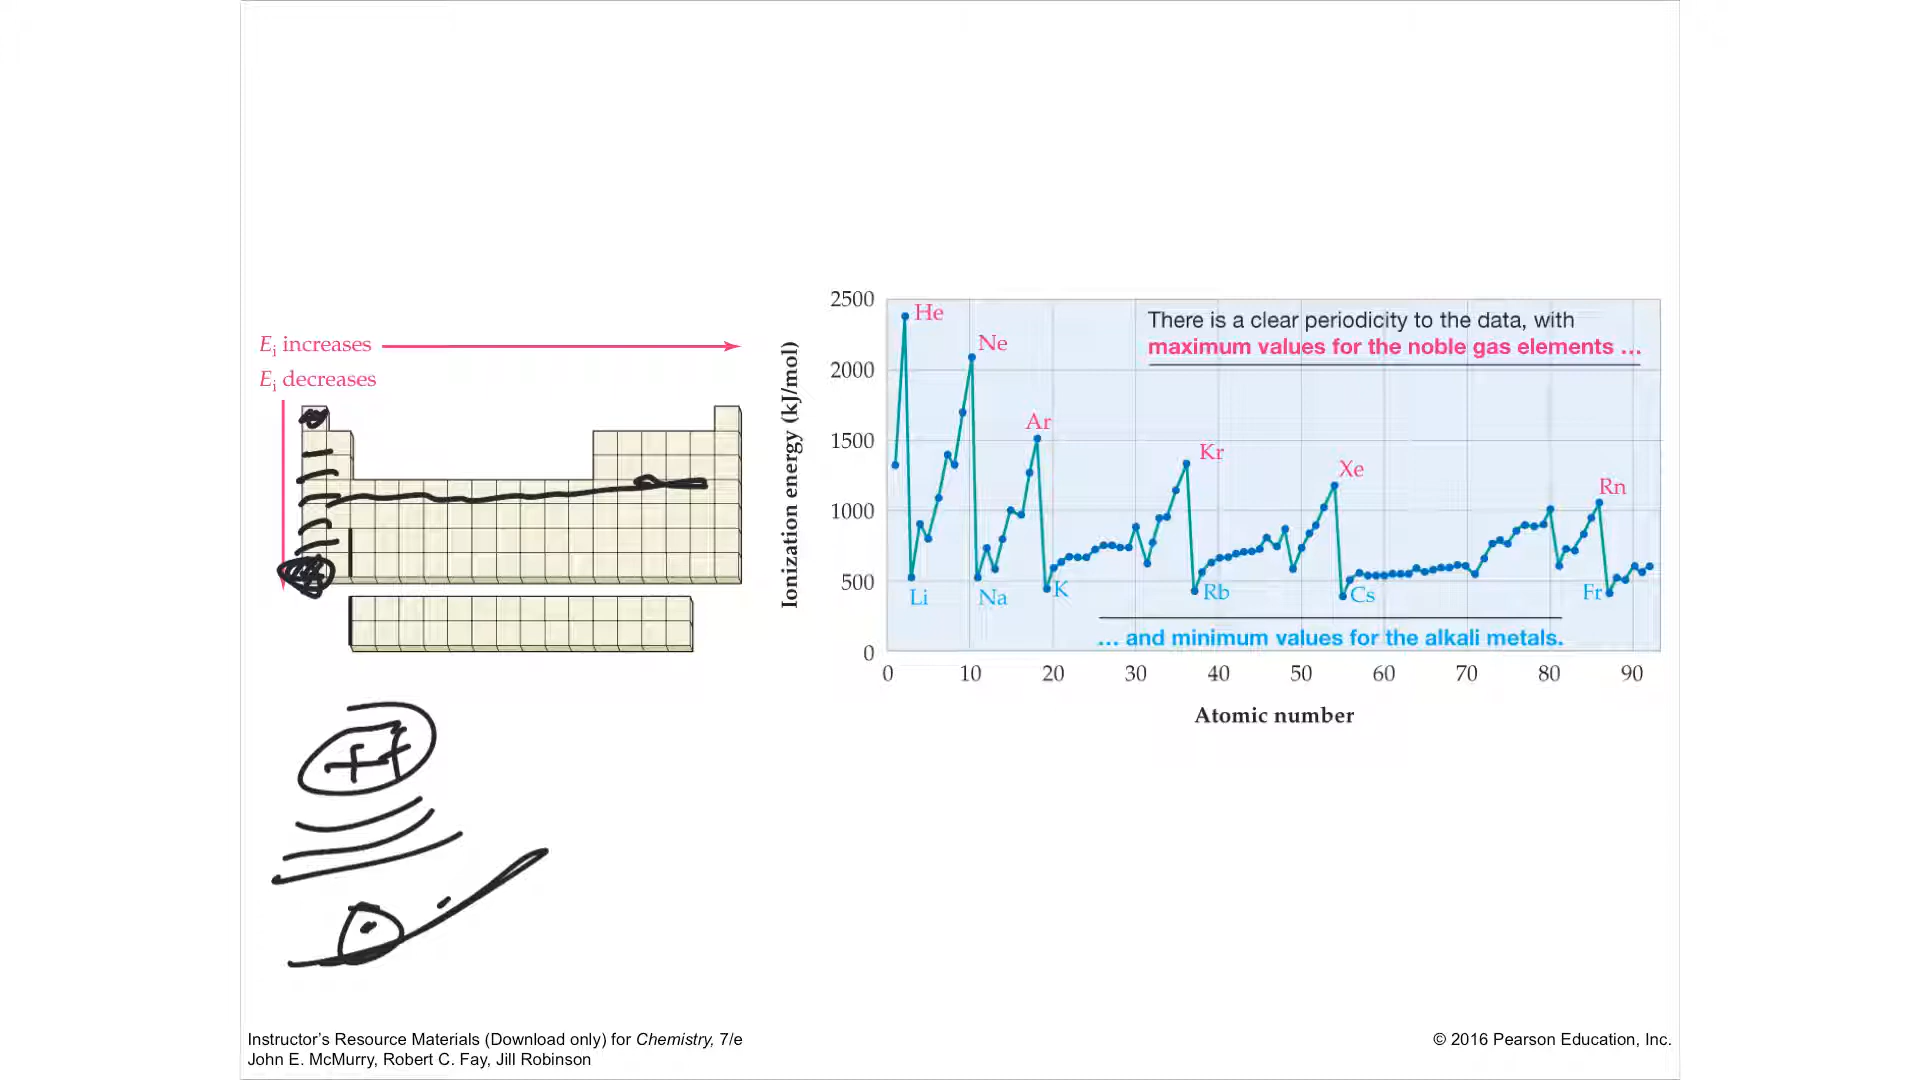 Ei increases
Ei decreases
Ionization energy (kJ/mol)
2500
2000
1500
1000
500
0
He
Ne
Ar
Kr
Xe
Rn
There is a clear periodicity to the data, with
maximum values for the noble gas elements ...
Li
Na
K
Rb
Cs
Fr
... and minimum values for the alkali metals.
0 10 20 30 40 50 60 70 80 90
Atomic number
++
Instructor's Resource Materials (Download only) for Chemistry, 7/e
John E. McMurry, Robert C. Fay, Jill Robinson
© 2016 Pearson Education, Inc.